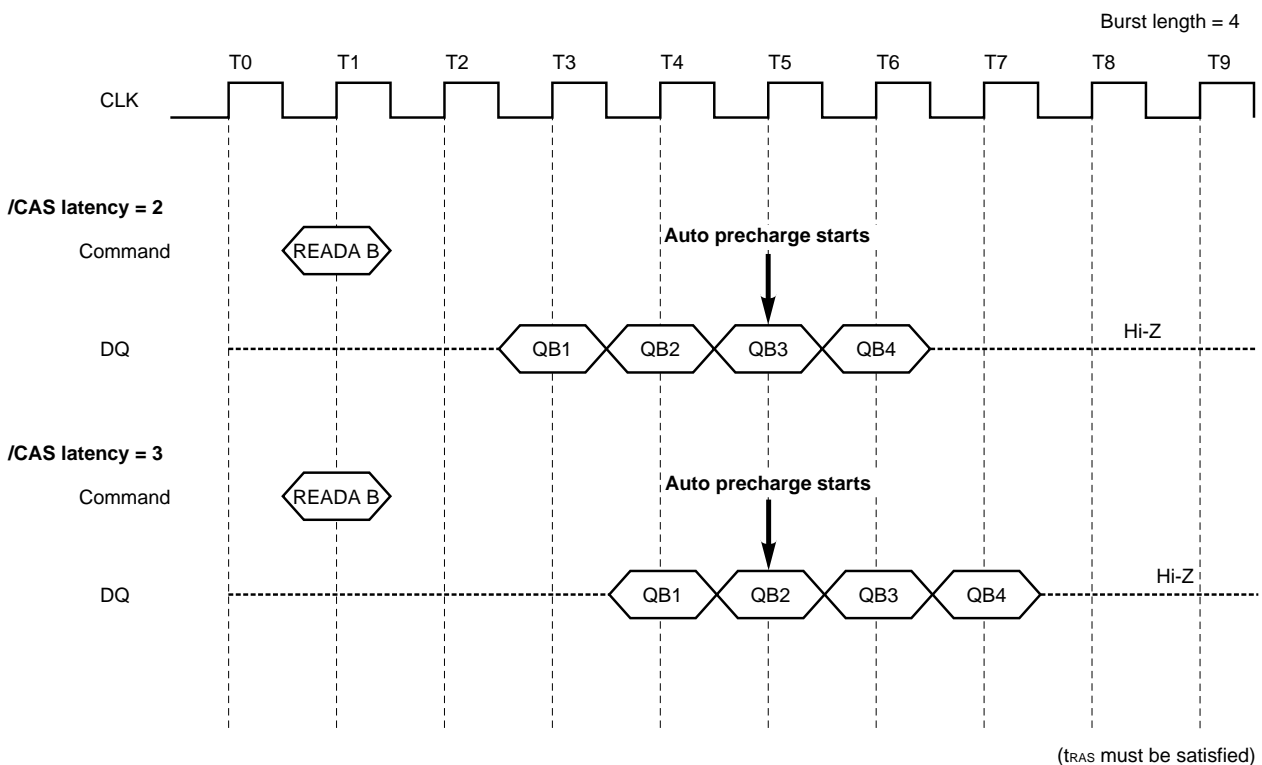 Burst length = 4
T0 T1 T2 T3 T4 T5 T6 T7 T8 T9
CLK
/CAS latency = 2
Command READA B Auto precharge starts
DQ QB1 QB2 QB3 QB4 Hi-Z
/CAS latency = 3
Command READA B Auto precharge starts
DQ QB1 QB2 QB3 QB4 Hi-Z
(tRAS must be satisfied)